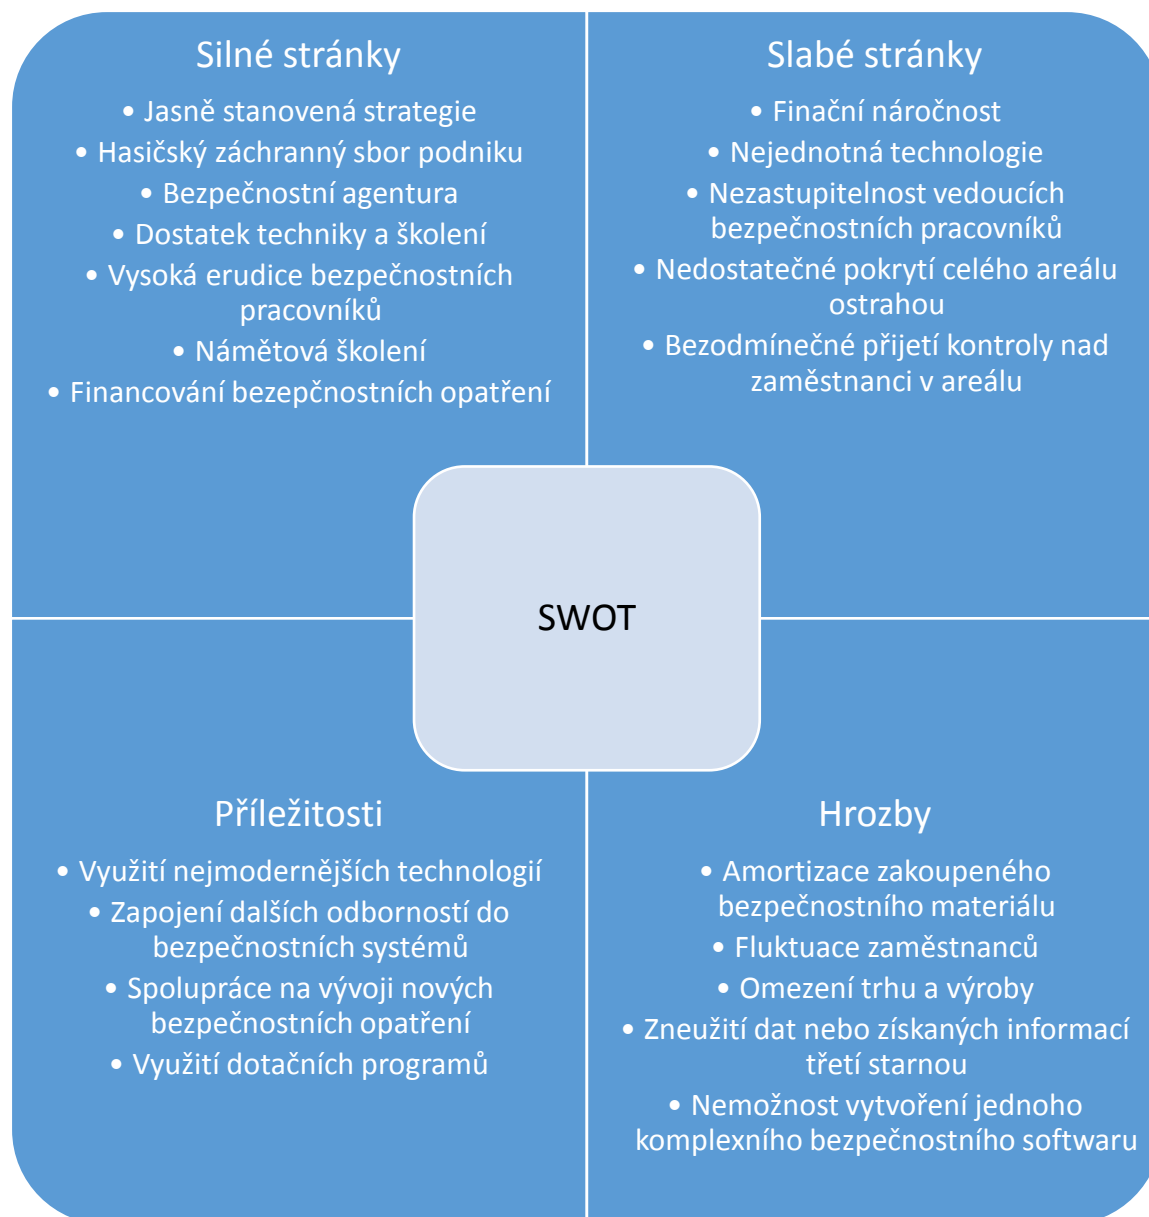 Silné stránky
• Jasně stanovená strategie
• Hasičský záchranný sbor podniku
• Bezpečnostní agentura
• Dostatek techniky a školení
• Vysoká erudice bezpečnostních
pracovníků
• Námětová školení
• Financování bezepčnostních opatření
Slabé stránky
• Finační náročnost
• Nejednotná technologie
• Nezastupitelnost vedoucích
bezpečnostních pracovníků
• Nedostatečné pokrytí celého areálu
ostrahou
• Bezodmínečné přijetí kontroly nad
zaměstnanci v areálu
SWOT
Příležitosti
• Využití nejmodernějších technologií
• Zapojení dalších odborností do
bezpečnostních systémů
• Spolupráce na vývoji nových
bezpečnostních opatření
• Využití dotačních programů
Hrozby
• Amortizace zakoupeného
bezpečnostního materiálu
• Fluktuace zaměstnanců
• Omezení trhu a výroby
• Zneužití dat nebo získaných informací
třetí starnou
• Nemožnost vytvoření jednoho
komplexního bezpečnostního softwaru